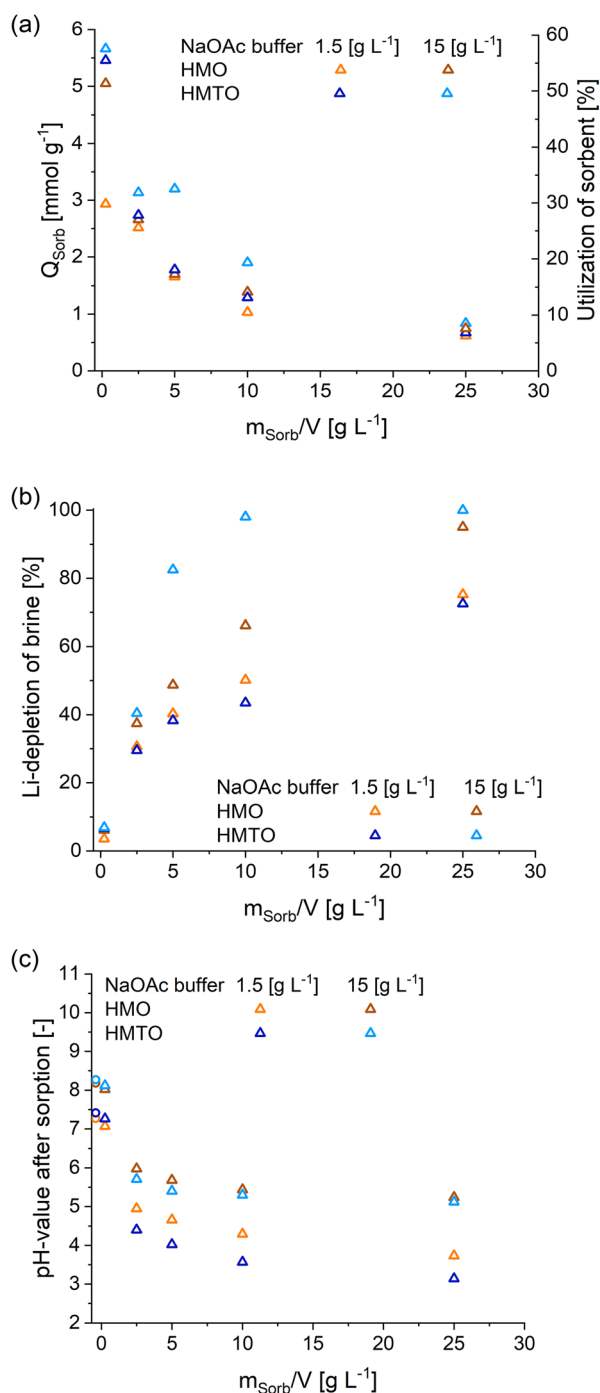 (a)
NaOAc buffer 1.5 [g L⁻¹] 15 [g L⁻¹]
HMO
HMTO
6
5
4
3
2
1
0
Q_Sorb [mmol g⁻¹]
60
50
40
30
20
10
0
Utilization of sorbent [%]
0 5 10 15 20 25 30
m_Sorb/V [g L⁻¹]
(b)
100
80
60
40
20
0
Li-depletion of brine [%]
NaOAc buffer 1.5 [g L⁻¹] 15 [g L⁻¹]
HMO
HMTO
0 5 10 15 20 25 30
m_Sorb/V [g L⁻¹]
(c)
NaOAc buffer 1.5 [g L⁻¹] 15 [g L⁻¹]
HMO
HMTO
11
10
9
8
7
6
5
4
3
2
pH-value after sorption [-]
0 5 10 15 20 25 30
m_Sorb/V [g L⁻¹]